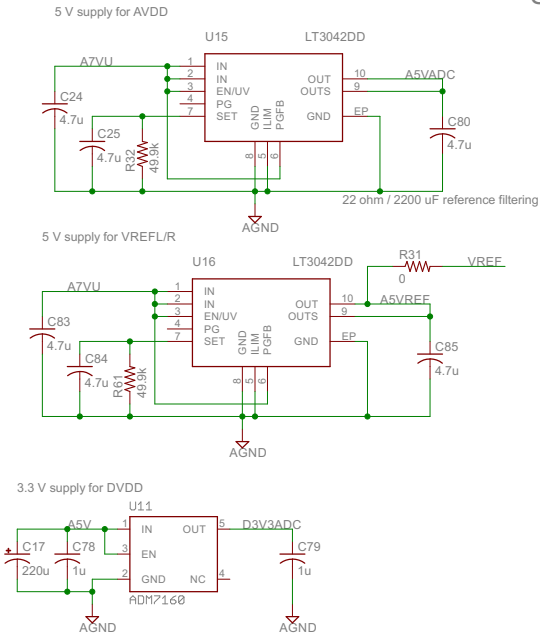 5 V supply for AVDD
U15 LT3042DD
A7VU
1 IN
2 IN
3 EN/UV
4 PG
7 SET
OUT 10 A5VADC
OUTS 9
GND EP
GND ILIM PGFB
8 5 6
C24
4.7u
C25
4.7u
R32
49.9k
C80
4.7u
AGND
22 ohm / 2200 uF reference filtering
5 V supply for VREFL/R
U16 LT3042DD
R31
0
VREF
A7VU
1 IN
2 IN
3 EN/UV
4 PG
7 SET
OUT 10 A5VREF
OUTS 9
GND EP
GND ILIM PGFB
8 5 6
C83
4.7u
C84
4.7u
R61
49.9k
C85
4.7u
AGND
3.3 V supply for DVDD
U11
A5V
1 IN
3 EN
2 GND
OUT 5 D3V3ADC
NC 4
ADM7160
+
C17
220u
C78
1u
C79
1u
AGND
AGND